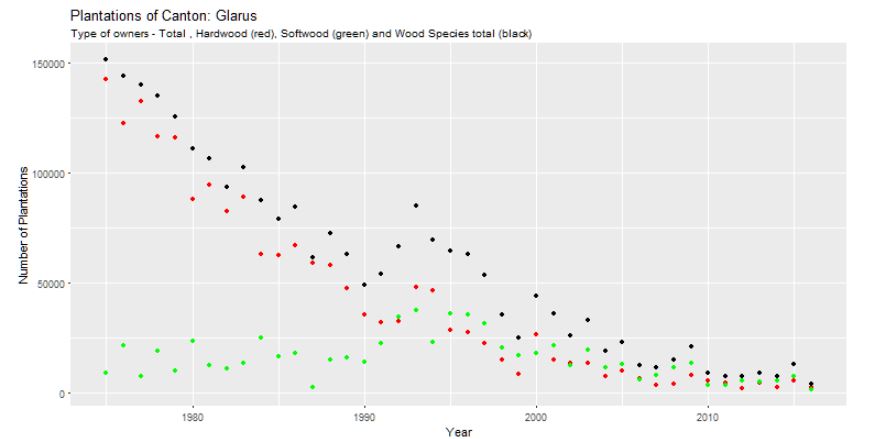 Plantations of Canton: Glarus
Type of owners - Total , Hardwood (red), Softwood (green) and Wood Species total (black)
Number of Plantations
150000
100000
50000
0
1980 1990 2000 2010
Year